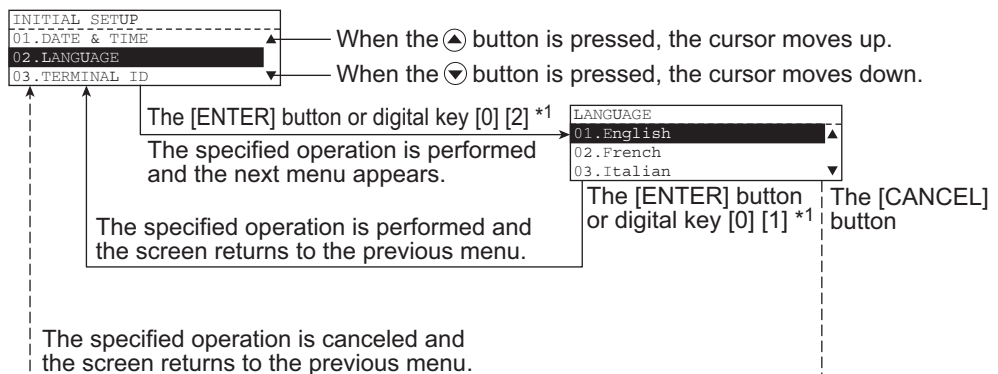 INITIAL SETUP
01.DATE & TIME
02.LANGUAGE
03.TERMINAL ID
When the button is pressed, the cursor moves up.
When the button is pressed, the cursor moves down.
The [ENTER] button or digital key [0] [2] *1
The specified operation is performed
and the next menu appears.
LANGUAGE
01.English
02.French
03.Italian
The [ENTER] button
or digital key [0] [1] *1
The [CANCEL]
button
The specified operation is performed and
the screen returns to the previous menu.
The specified operation is canceled and
the screen returns to the previous menu.